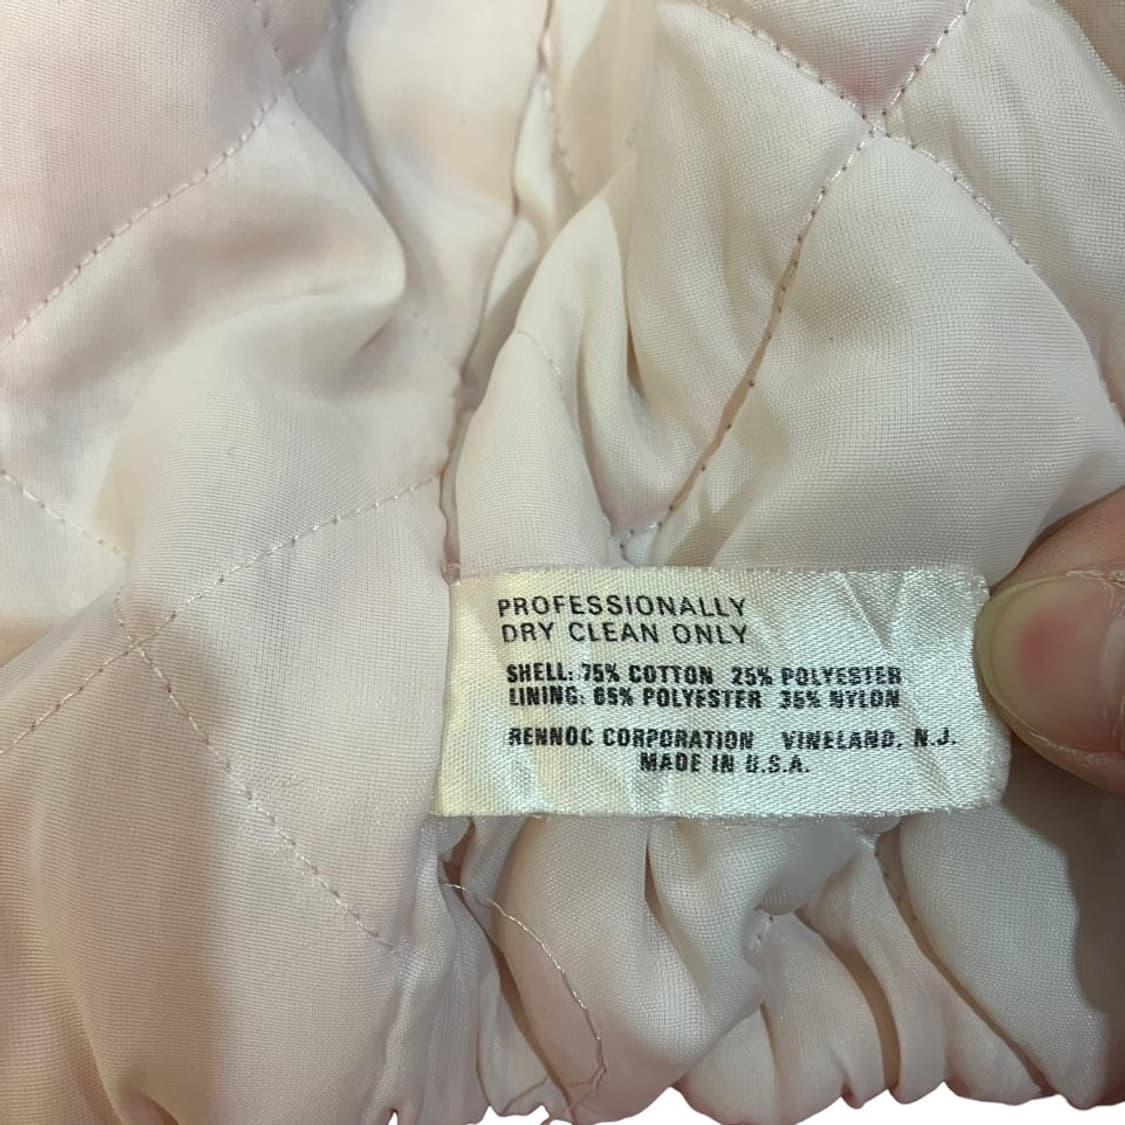 PROFESSIONALLY
DRY CLEAN ONLY
SHELL: 75% COTTON 25% POLYESTER
LINING: 65% POLYESTER 35% NYLON
RENNOC CORPORATION VINELAND, N.J.
MADE IN U.S.A.